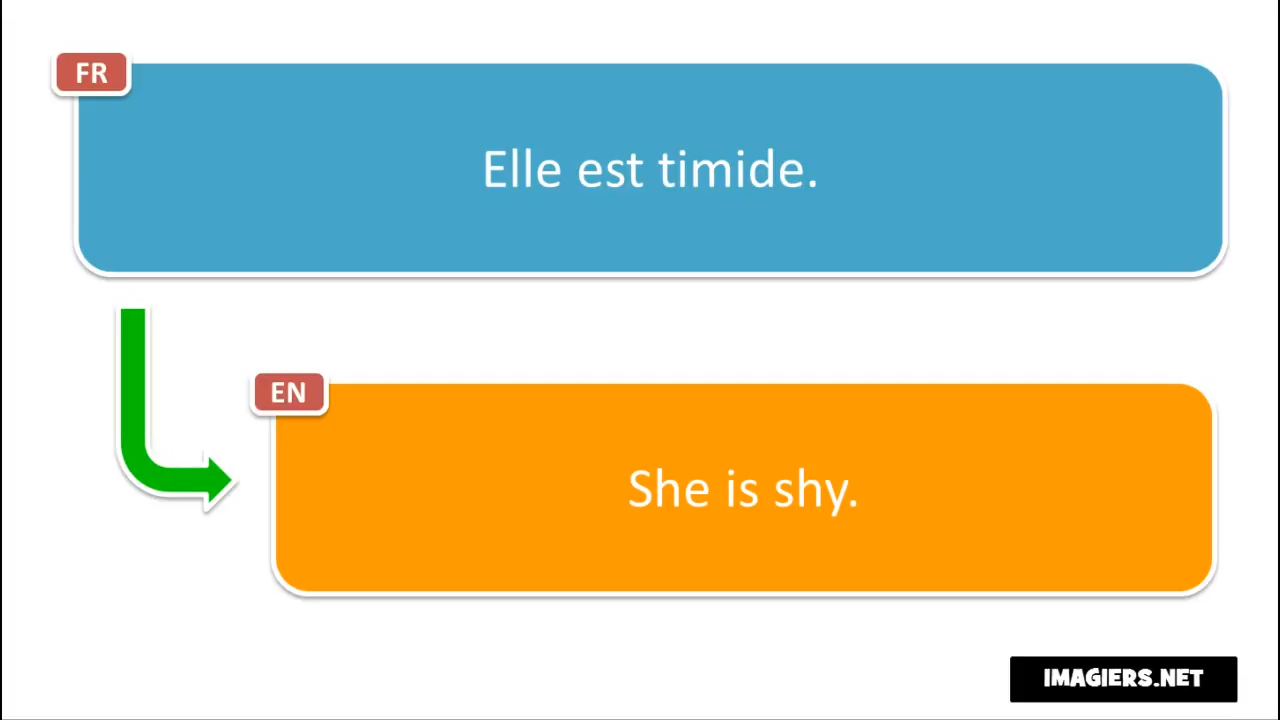 FR
Elle est timide.
EN
She is shy.
IMAGIERS.NET